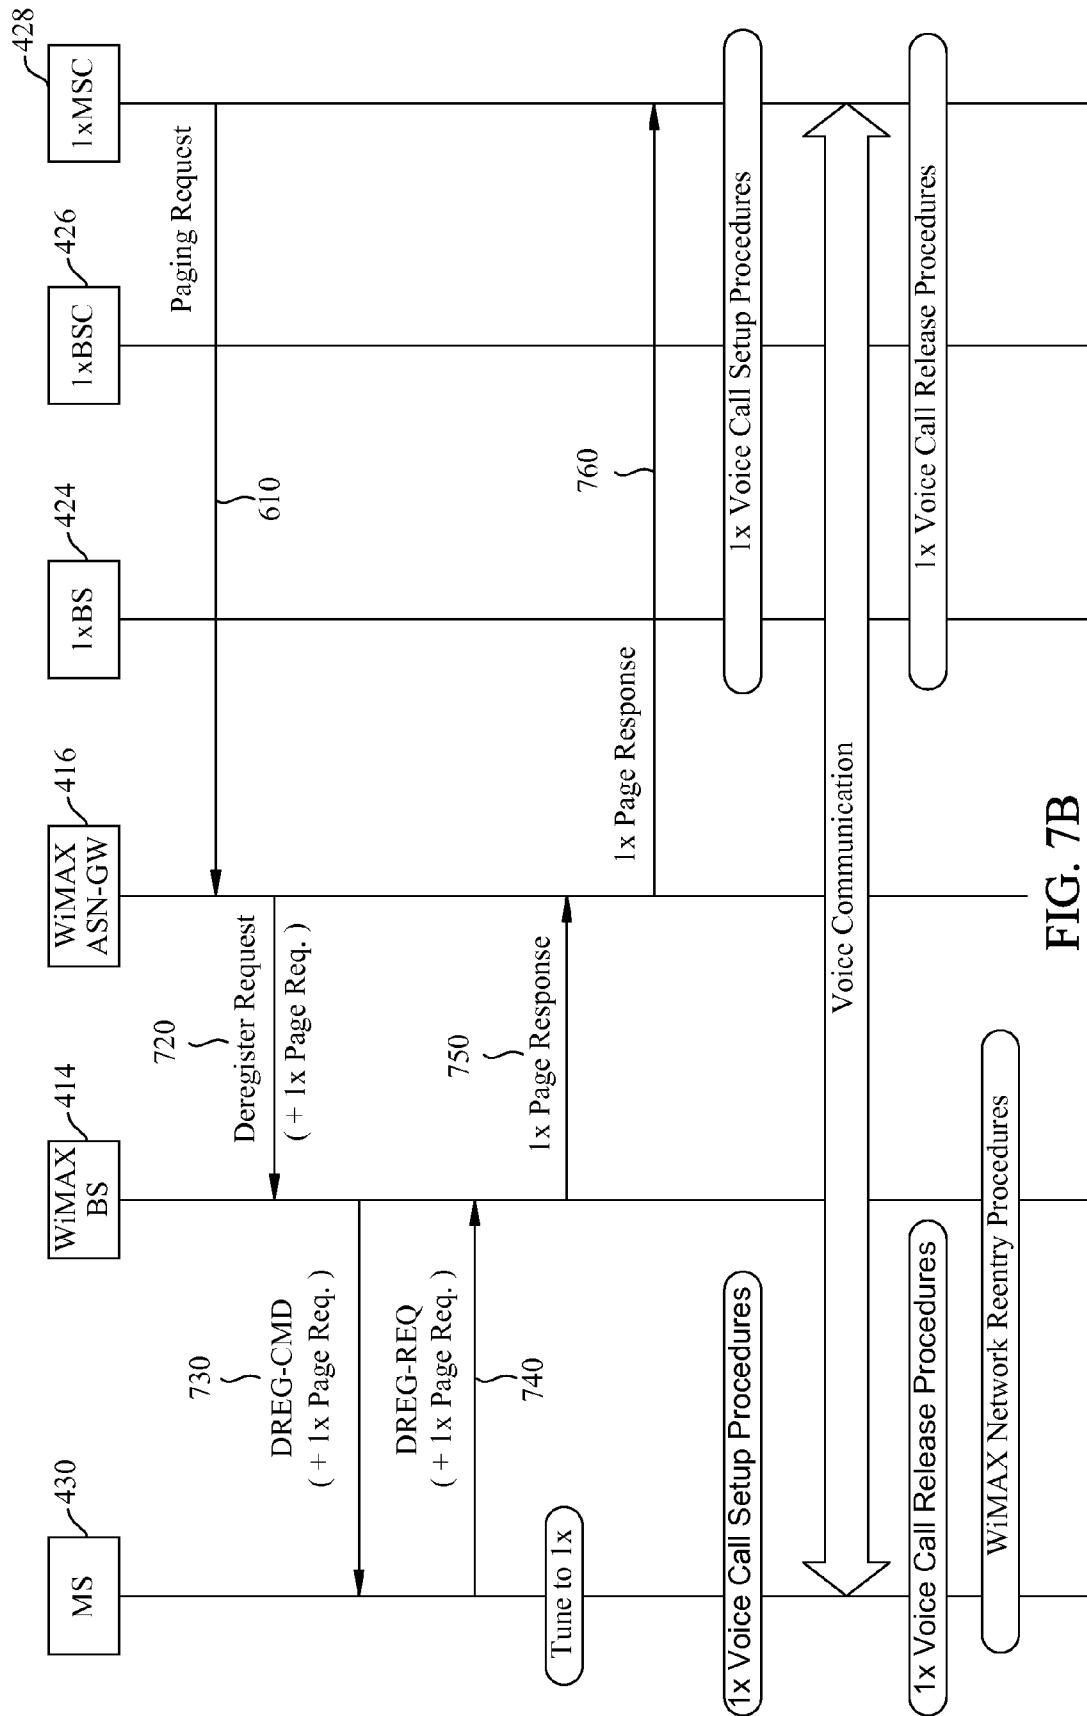 MS
430
WiMAX
BS
414
WiMAX
ASN-GW
416
1xBS
424
1xBSC
426
1xMSC
428
Paging Request
610
720
Deregister Request
( + 1x Page Req. )
730
DREG-CMD
( + 1x Page Req. )
DREG-REQ
( + 1x Page Req. )
740
Tune to 1x
750
1x Page Response
1x Page Response
760
1x Voice Call Setup Procedures
1x Voice Call Setup Procedures
Voice Communication
1x Voice Call Release Procedures
1x Voice Call Release Procedures
WiMAX Network Reentry Procedures
FIG. 7B